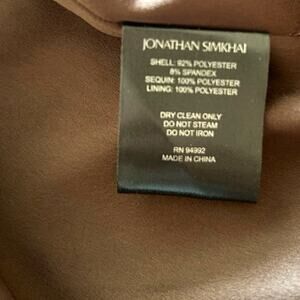 JONATHAN SIMKHAI
SHELL: 92% POLYESTER
8% SPANDEX
SEQUIN: 100% POLYESTER
LINING: 100% POLYESTER
DRY CLEAN ONLY
DO NOT STEAM
DO NOT IRON
RN 94992
MADE IN CHINA